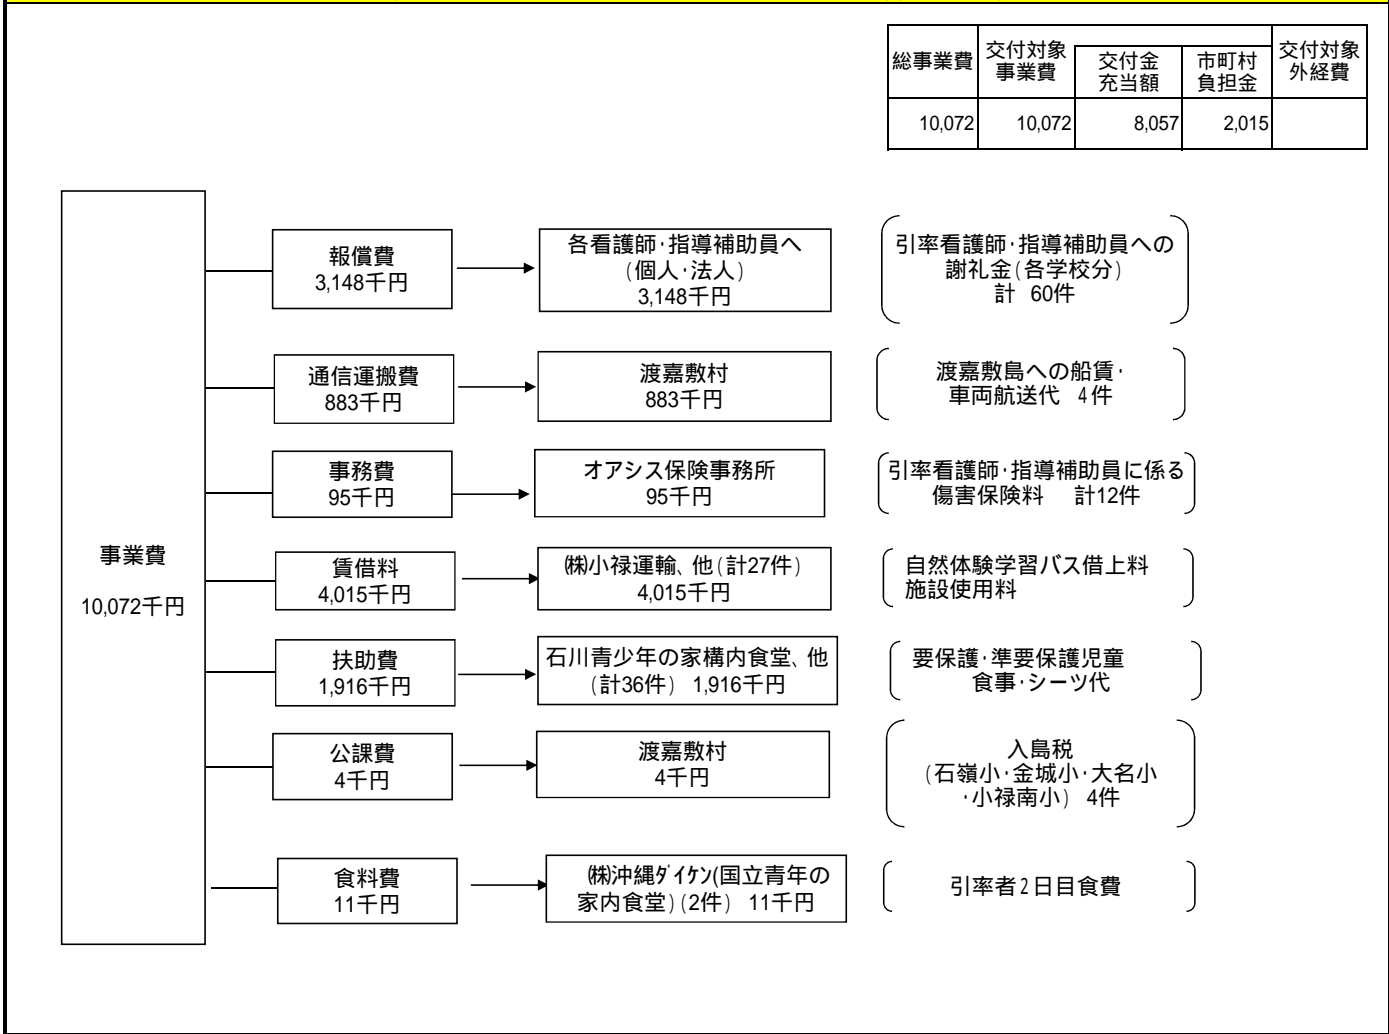 総事業費 交付対象事業費 交付金充当額 市町村負担金 交付対象外経費
10,072 10,072 8,057 2,015
事業費
10,072千円
報償費
3,148千円
各看護師・指導補助員へ
(個人・法人)
3,148千円
引率看護師・指導補助員への
謝礼金(各学校分)
計 60件
通信運搬費
883千円
渡嘉敷村
883千円
渡嘉敷島への船賃・
車両航送代 4件
事務費
95千円
オアシス保険事務所
95千円
引率看護師・指導補助員に係る
傷害保険料 計12件
賃借料
4,015千円
㈱小禄運輸、他(計27件)
4,015千円
自然体験学習バス借上料
施設使用料
扶助費
1,916千円
石川青少年の家構内食堂、他
(計36件) 1,916千円
要保護・準要保護児童
食事・シーツ代
公課費
4千円
渡嘉敷村
4千円
入島税
(石嶺小・金城小・大名小
・小禄南小) 4件
食料費
11千円
㈱沖縄ﾀﾞｲｹﾝ(国立青年の
家内食堂)(2件) 11千円
引率者2日目食費